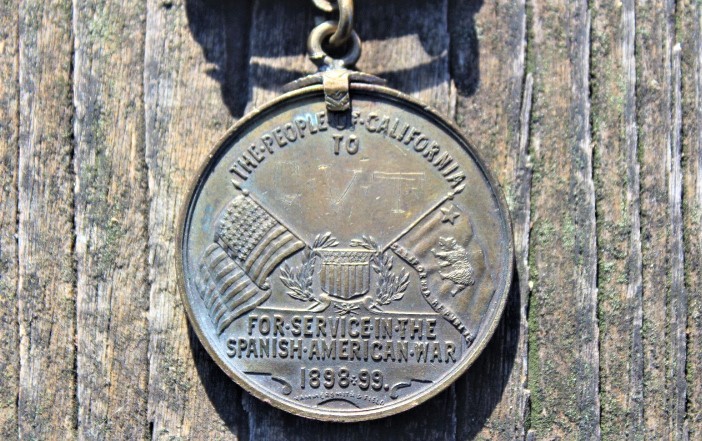 THE·PEOPLE·OF·CALIFORNIA
TO
FOR·SERVICE·IN·THE
SPANISH·AMERICAN·WAR
1898-99.